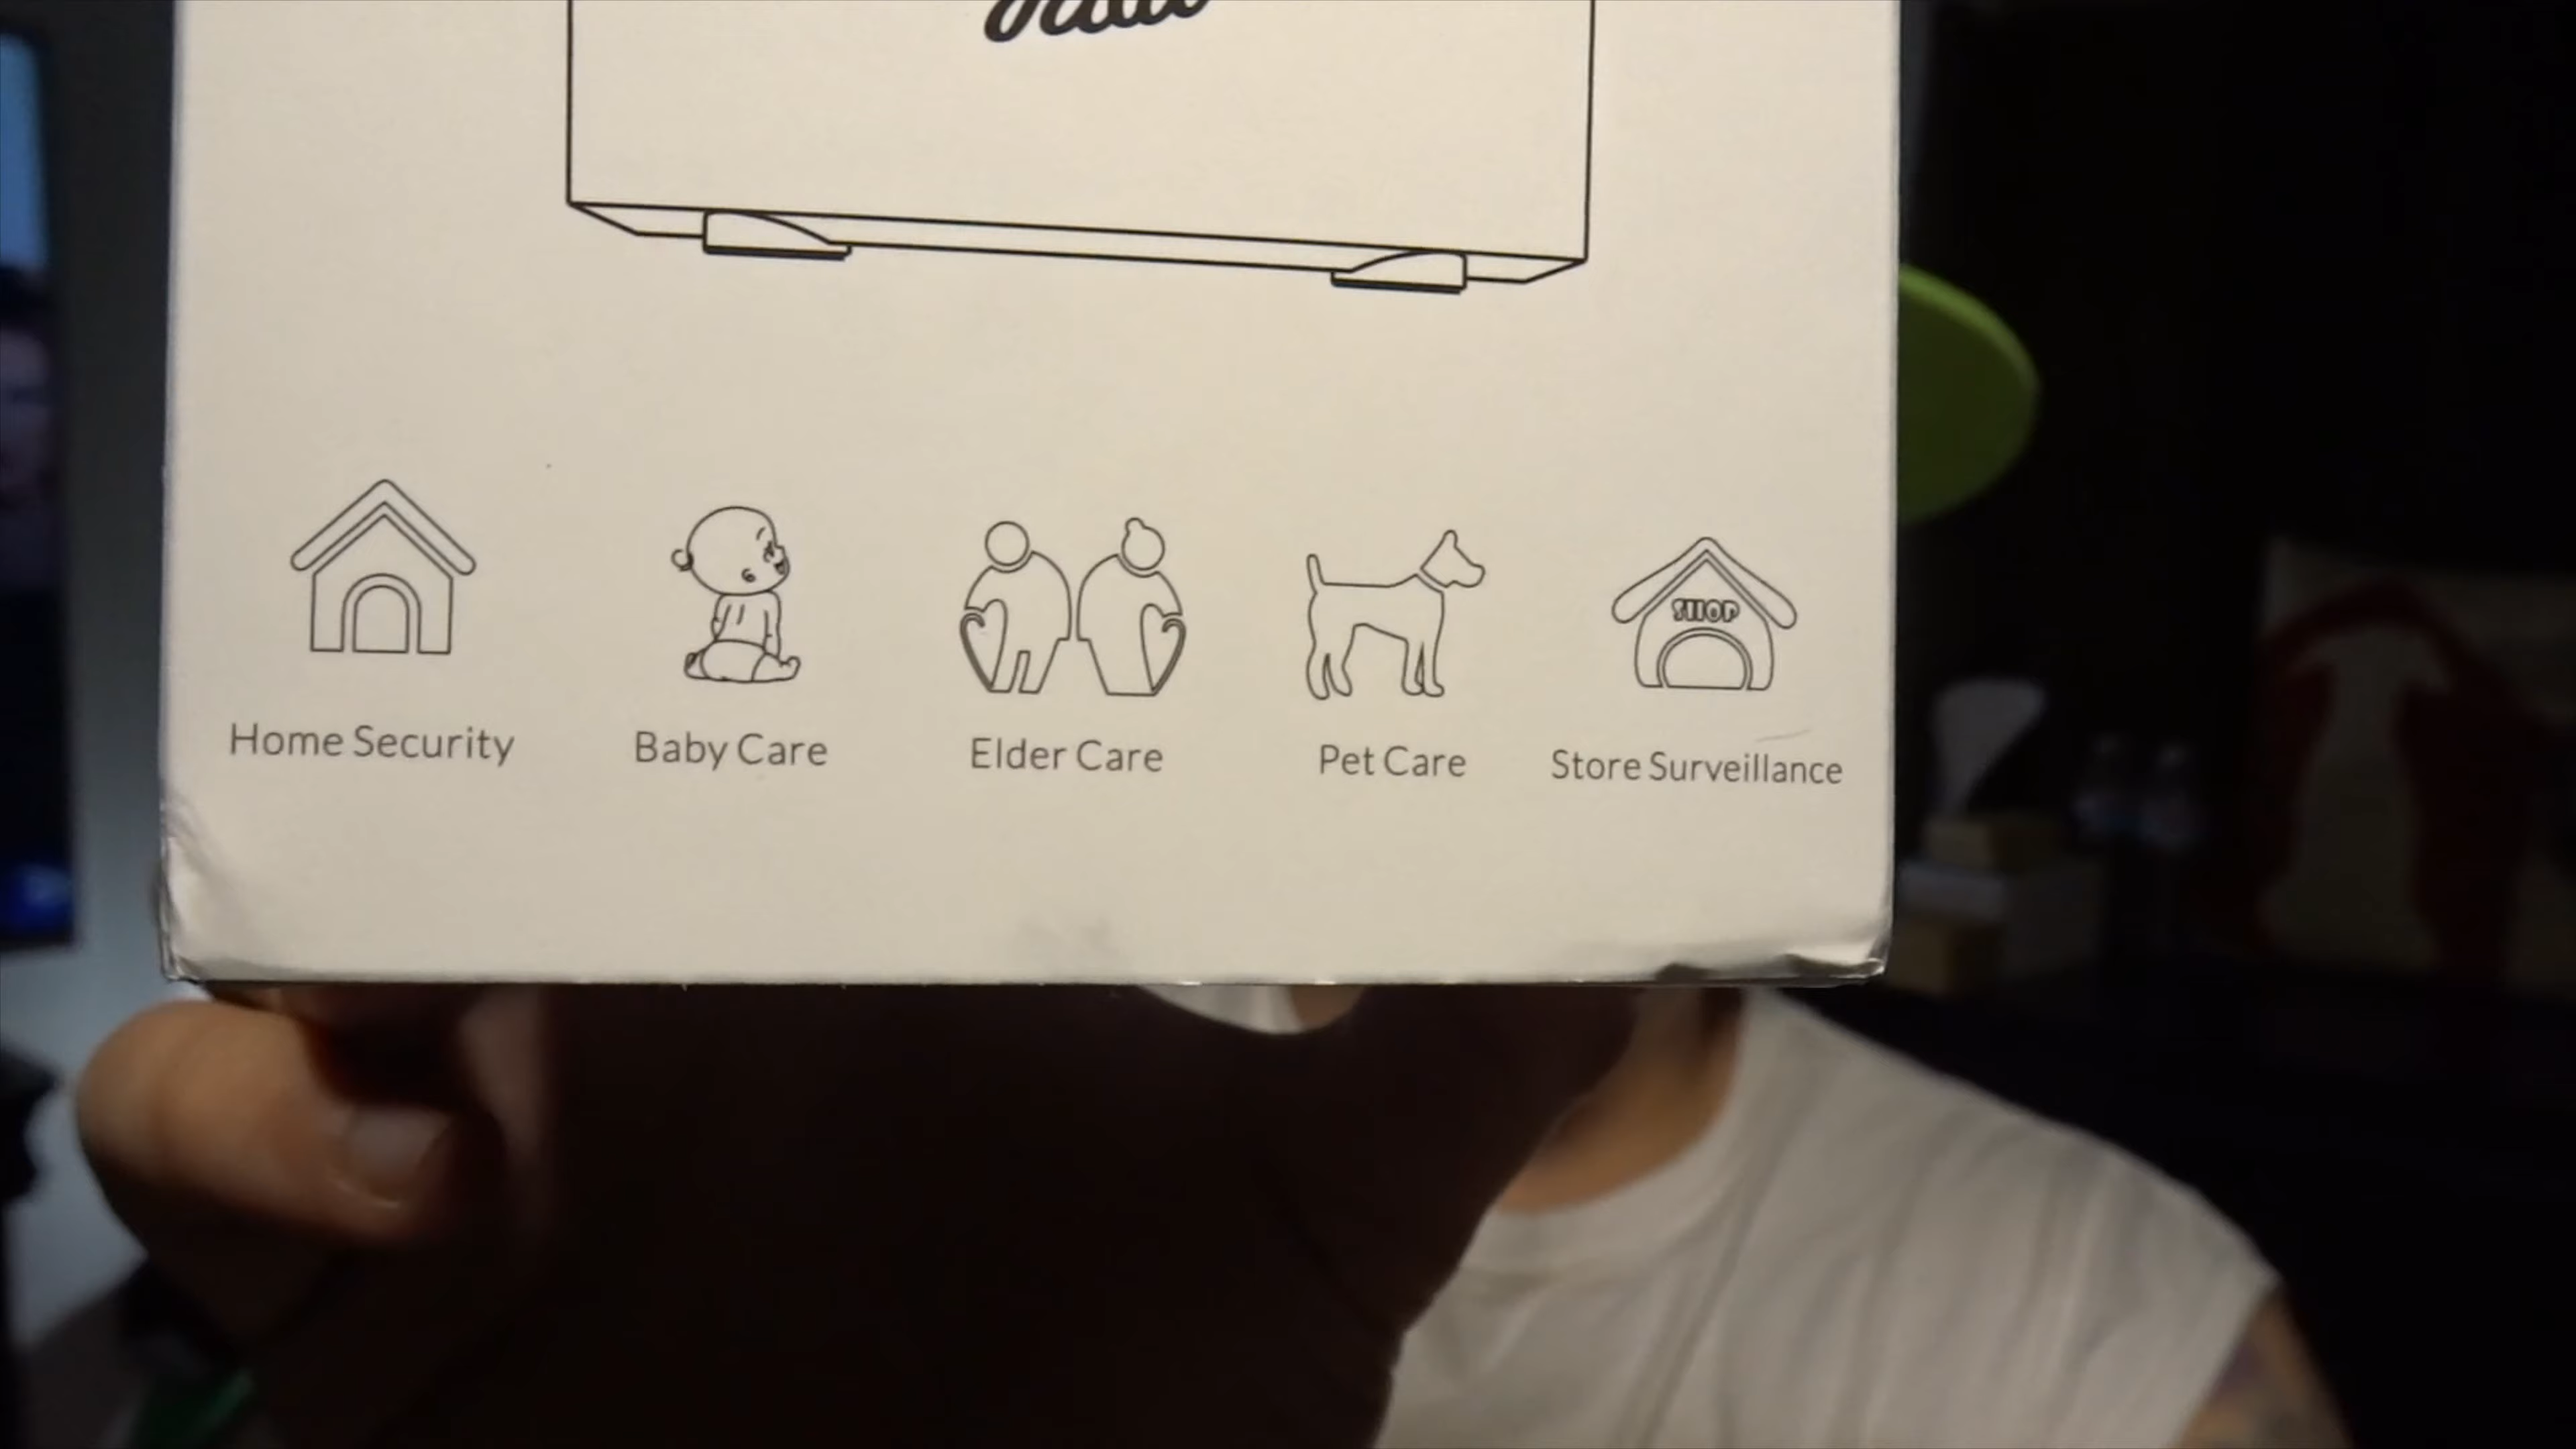 SHOP
Home Security
Baby Care
Elder Care
Pet Care
Store Surveillance